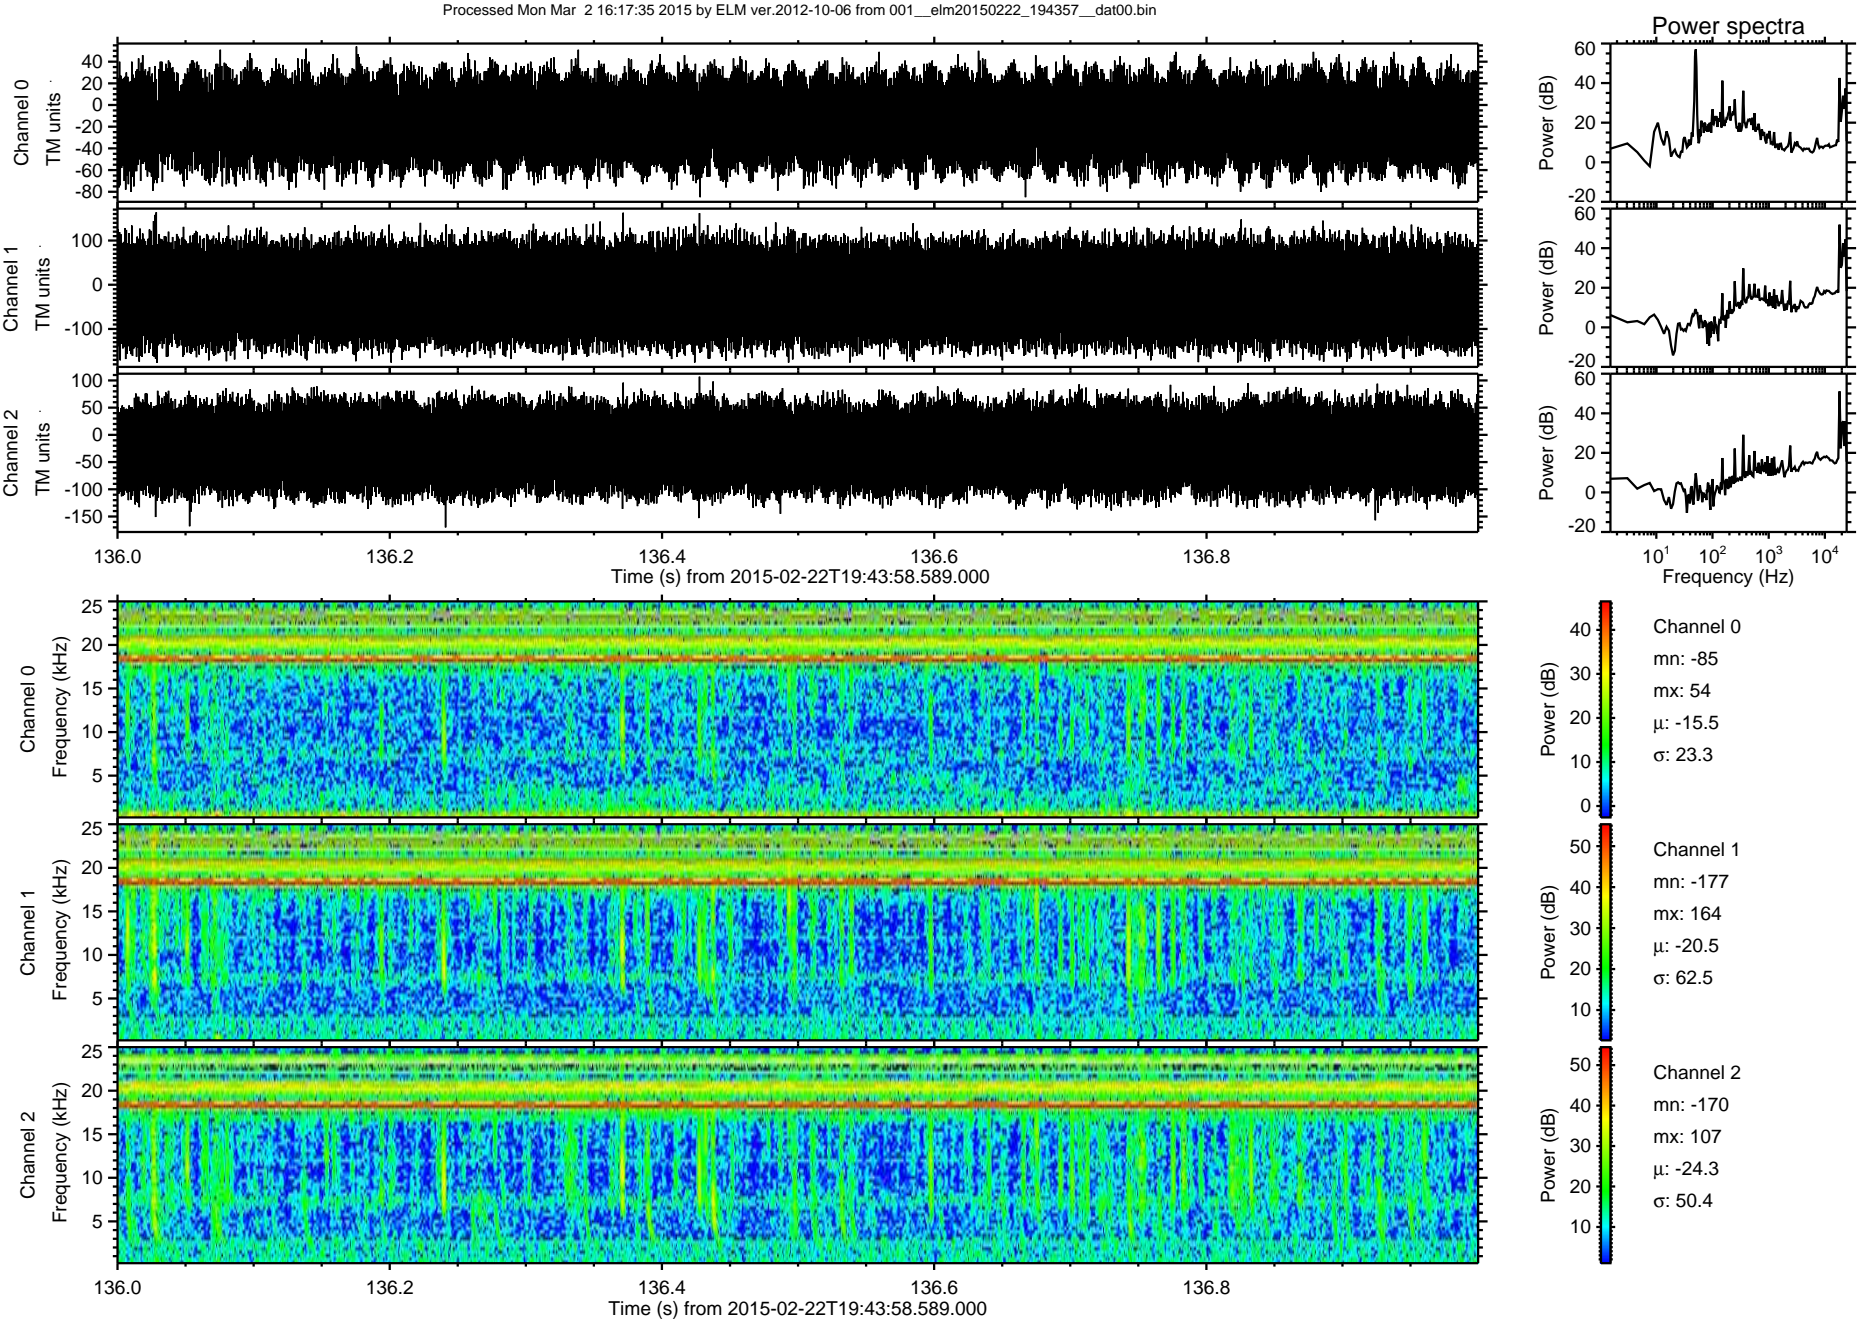 Processed Mon Mar  2 16:17:35 2015 by ELM ver.2012-10-06 from 001__elm20150222_194357__dat00.bin
Power spectra
Channel 0
TM units
40
20
0
-20
-40
-60
-80
Power (dB)
60
40
20
0
-20
Channel 1
TM units
100
0
-100
Power (dB)
60
40
20
0
-20
Channel 2
TM units
100
50
0
-50
-100
-150
Power (dB)
60
40
20
0
-20
136.0 136.2 136.4 136.6 136.8
Time (s) from 2015-02-22T19:43:58.589.000
10^1 10^2 10^3 10^4
Frequency (Hz)
Channel 0
Frequency (kHz)
25
20
15
10
5
Power (dB)
40
30
20
10
0
Channel 0
mn: -85
mx: 54
μ: -15.5
σ: 23.3
Channel 1
Frequency (kHz)
25
20
15
10
5
Power (dB)
50
40
30
20
10
Channel 1
mn: -177
mx: 164
μ: -20.5
σ: 62.5
Channel 2
Frequency (kHz)
25
20
15
10
5
Power (dB)
50
40
30
20
10
Channel 2
mn: -170
mx: 107
μ: -24.3
σ: 50.4
136.0 136.2 136.4 136.6 136.8
Time (s) from 2015-02-22T19:43:58.589.000